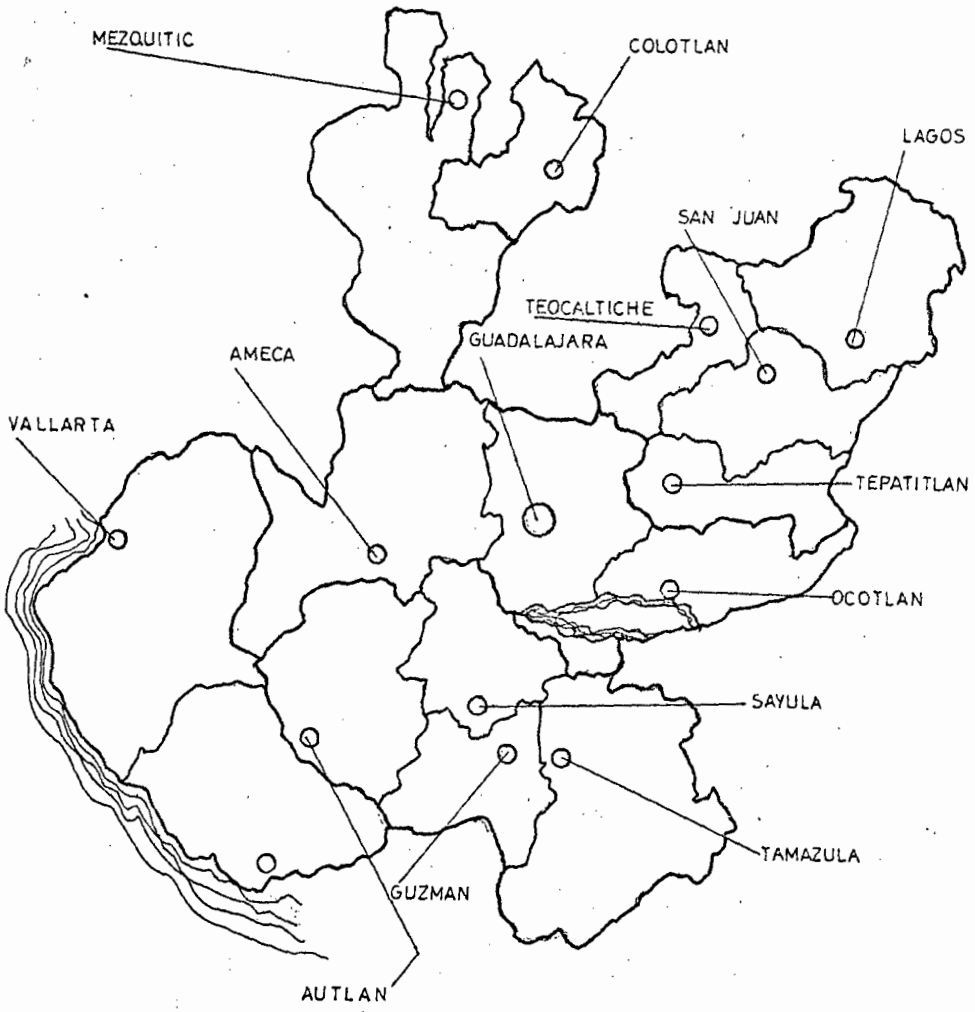 MEZQUITIC
COLOTLAN
LAGOS
SAN JUAN
TEOCALTICHE
GUADALAJARA
AMECA
VALLARTA
TEPATITLAN
OCOTLAN
SAYULA
TAMAZULA
GUZMAN
AUTLAN